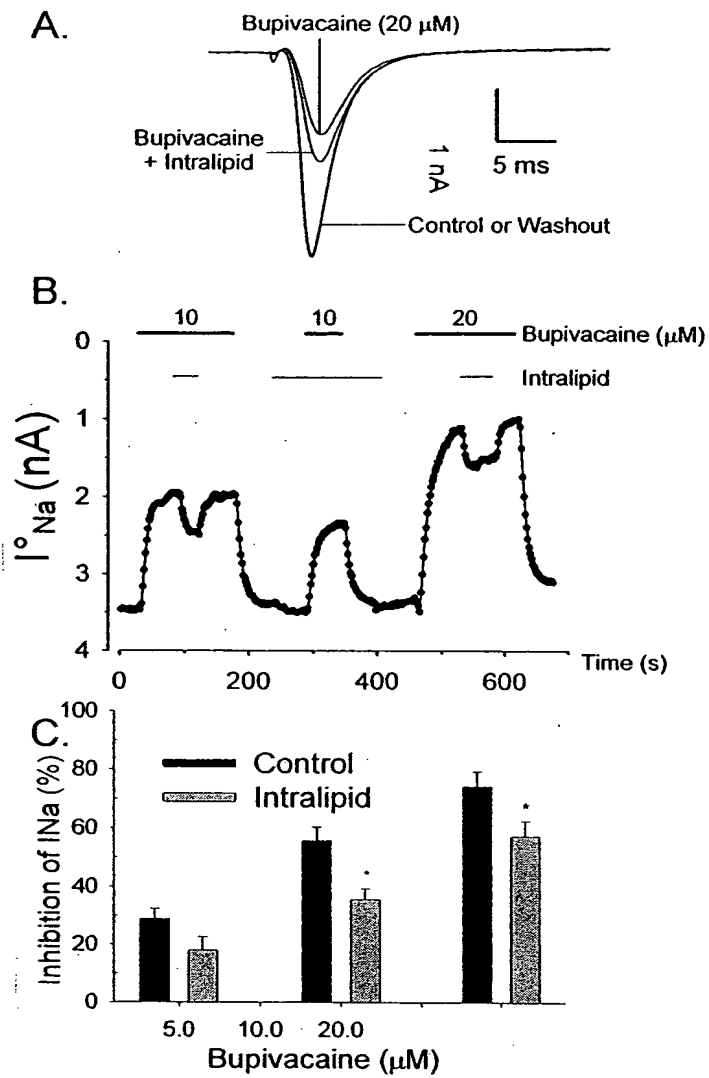 A.
Bupivacaine (20 µM)
Bupivacaine
+ Intralipid
1 nA
5 ms
Control or Washout
B.
10 10 20
Bupivacaine (µM)
Intralipid
0
1
2
3
4
I°Na (nA)
0 200 400 600
Time (s)
C.
100
80
60
40
20
0
Inhibition of INa (%)
Control
Intralipid
*
*
5.0 10.0 20.0
Bupivacaine (µM)